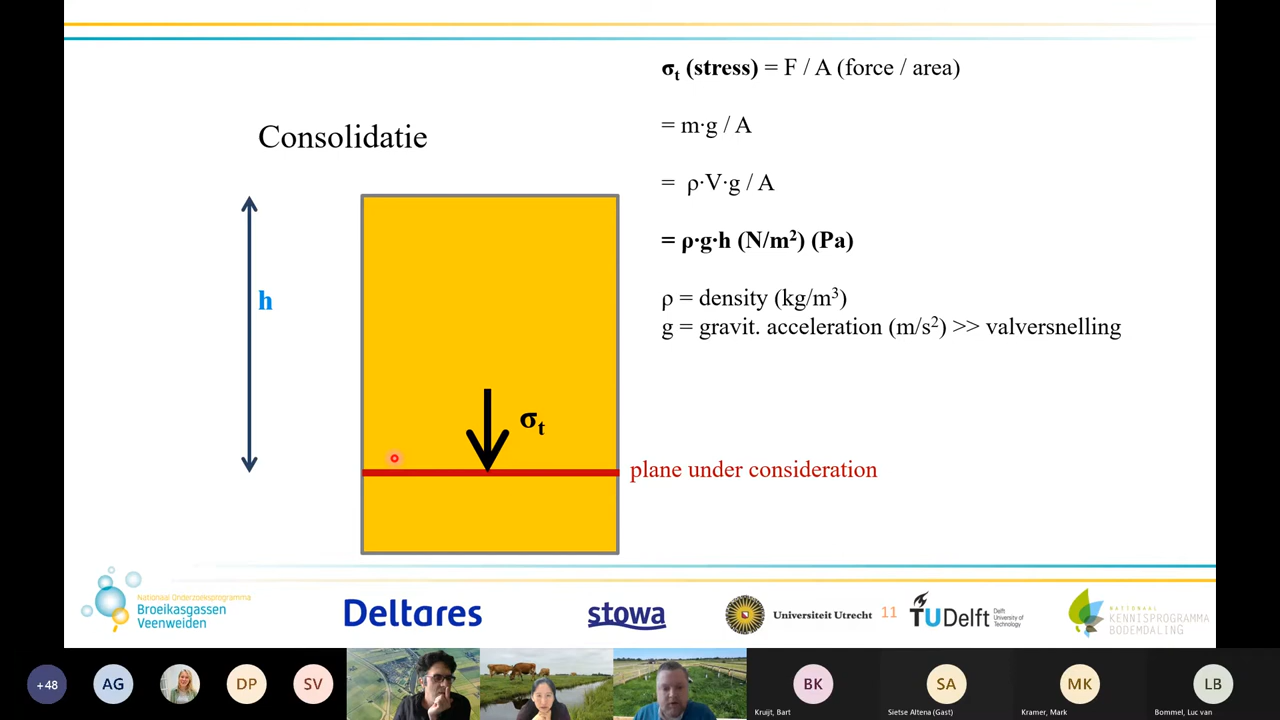 σt (stress) = F / A (force / area)
= m·g / A
= ρ·V·g / A
= ρ·g·h (N/m²) (Pa)
ρ = density (kg/m³)
g = gravit. acceleration (m/s²) >> valversnelling
Consolidatie
h
σt
plane under consideration
Nationaal Onderzoeksprogramma
Broeikasgassen
Veenweiden
Deltares
stowa
Universiteit Utrecht
11
TUDelft
Delft
University of
Technology
NATIONAAL
KENNISPROGRAMMA
BODEMDALING
+48
AG
DP
SV
BK
Kruijt, Bart
SA
Sietse Altena (Gast)
MK
Kramer, Mark
LB
Bommel, Luc van